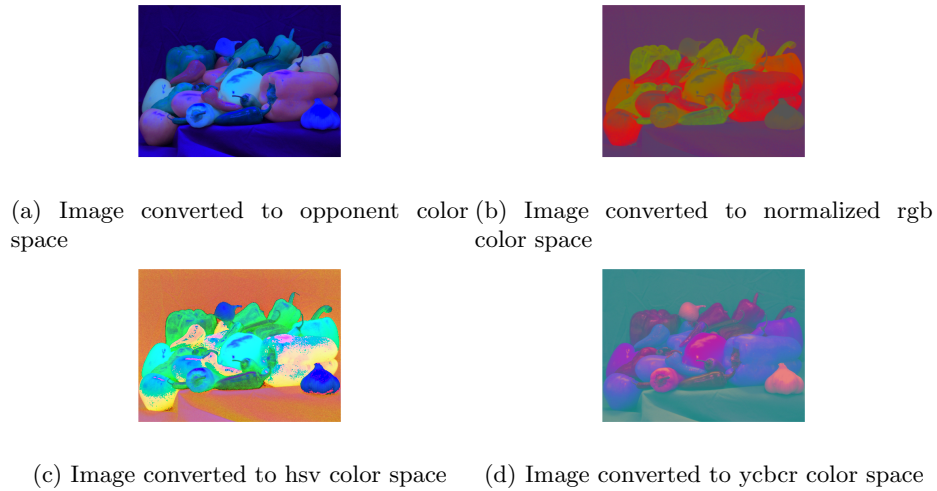 (a) Image converted to opponent color space
(b) Image converted to normalized rgb color space
(c) Image converted to hsv color space
(d) Image converted to ycbcr color space